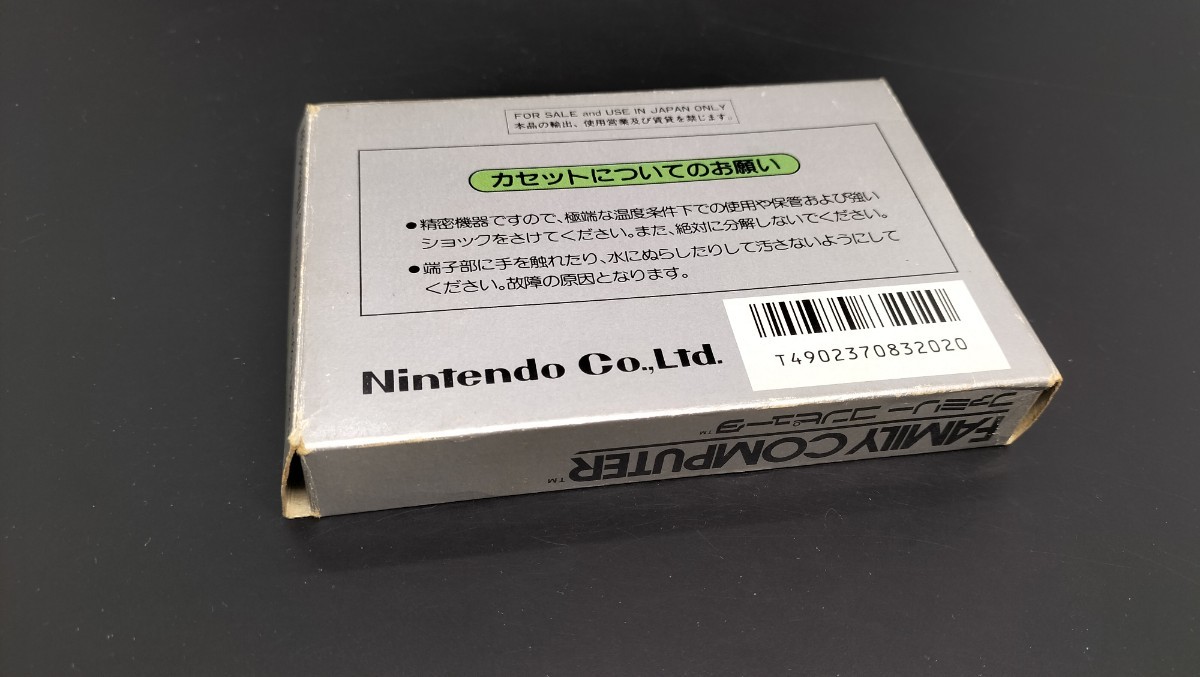 FOR SALE and USE IN JAPAN ONLY
本品の輸出、使用営業及び賃貸を禁じます。
カセットについてのお願い
●精密機器ですので、極端な温度条件下での使用や保管および強い
ショックをさけてください。また、絶対に分解しないでください。
●端子部に手を触れたり、水にぬらしたりして汚さないようにして
ください。故障の原因となります。
Nintendo Co.,Ltd.
T4902370832020
ファミリーコンピュータ™
FAMILY COMPUTER™